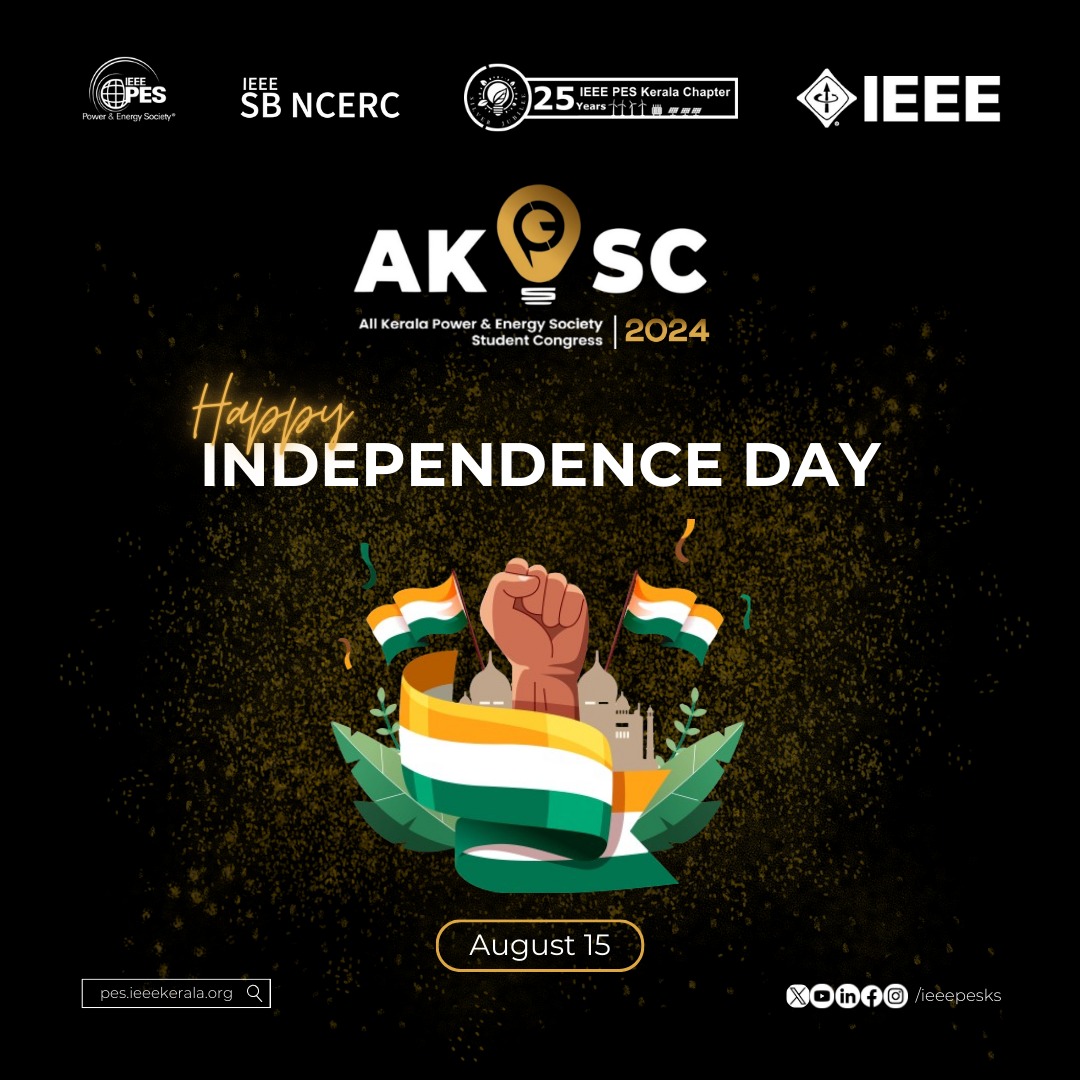 IEEE
PES
Power & Energy Society®
IEEE
SB NCERC
25
Years
IEEE PES Kerala Chapter
IEEE
AK SC
All Kerala Power & Energy Society
Student Congress
2024
Happy
INDEPENDENCE DAY
August 15
pes.ieeekerala.org
/ieeepesks